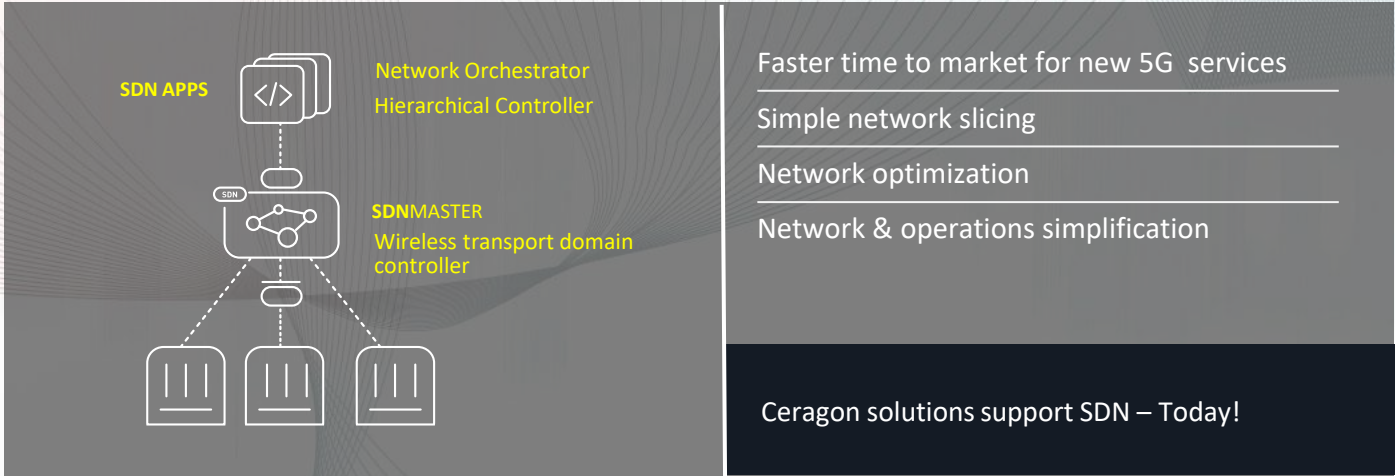 SDN APPS
Network Orchestrator
Hierarchical Controller
SDN
SDNMASTER
Wireless transport domain
controller
Faster time to market for new 5G services
Simple network slicing
Network optimization
Network & operations simplification
Ceragon solutions support SDN – Today!